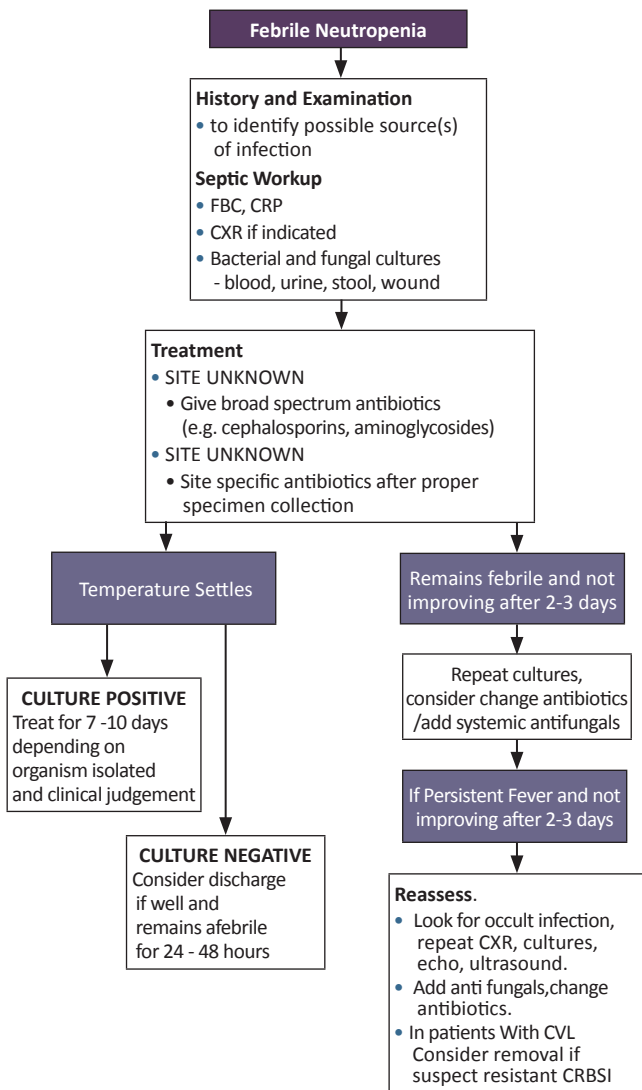 Febrile Neutropenia
History and Examination
• to identify possible source(s)
of infection
Septic Workup
• FBC, CRP
• CXR if indicated
• Bacterial and fungal cultures
- blood, urine, stool, wound
Treatment
• SITE UNKNOWN
• Give broad spectrum antibiotics
(e.g. cephalosporins, aminoglycosides)
• SITE UNKNOWN
• Site specific antibiotics after proper
specimen collection
Temperature Settles
CULTURE POSITIVE
Treat for 7 -10 days
depending on
organism isolated
and clinical judgement
CULTURE NEGATIVE
Consider discharge
if well and
remains afebrile
for 24 - 48 hours
Remains febrile and not
improving after 2-3 days
Repeat cultures,
consider change antibiotics
/add systemic antifungals
If Persistent Fever and not
improving after 2-3 days
Reassess.
• Look for occult infection,
repeat CXR, cultures,
echo, ultrasound.
• Add anti fungals,change
antibiotics.
• In patients With CVL
Consider removal if
suspect resistant CRBSI